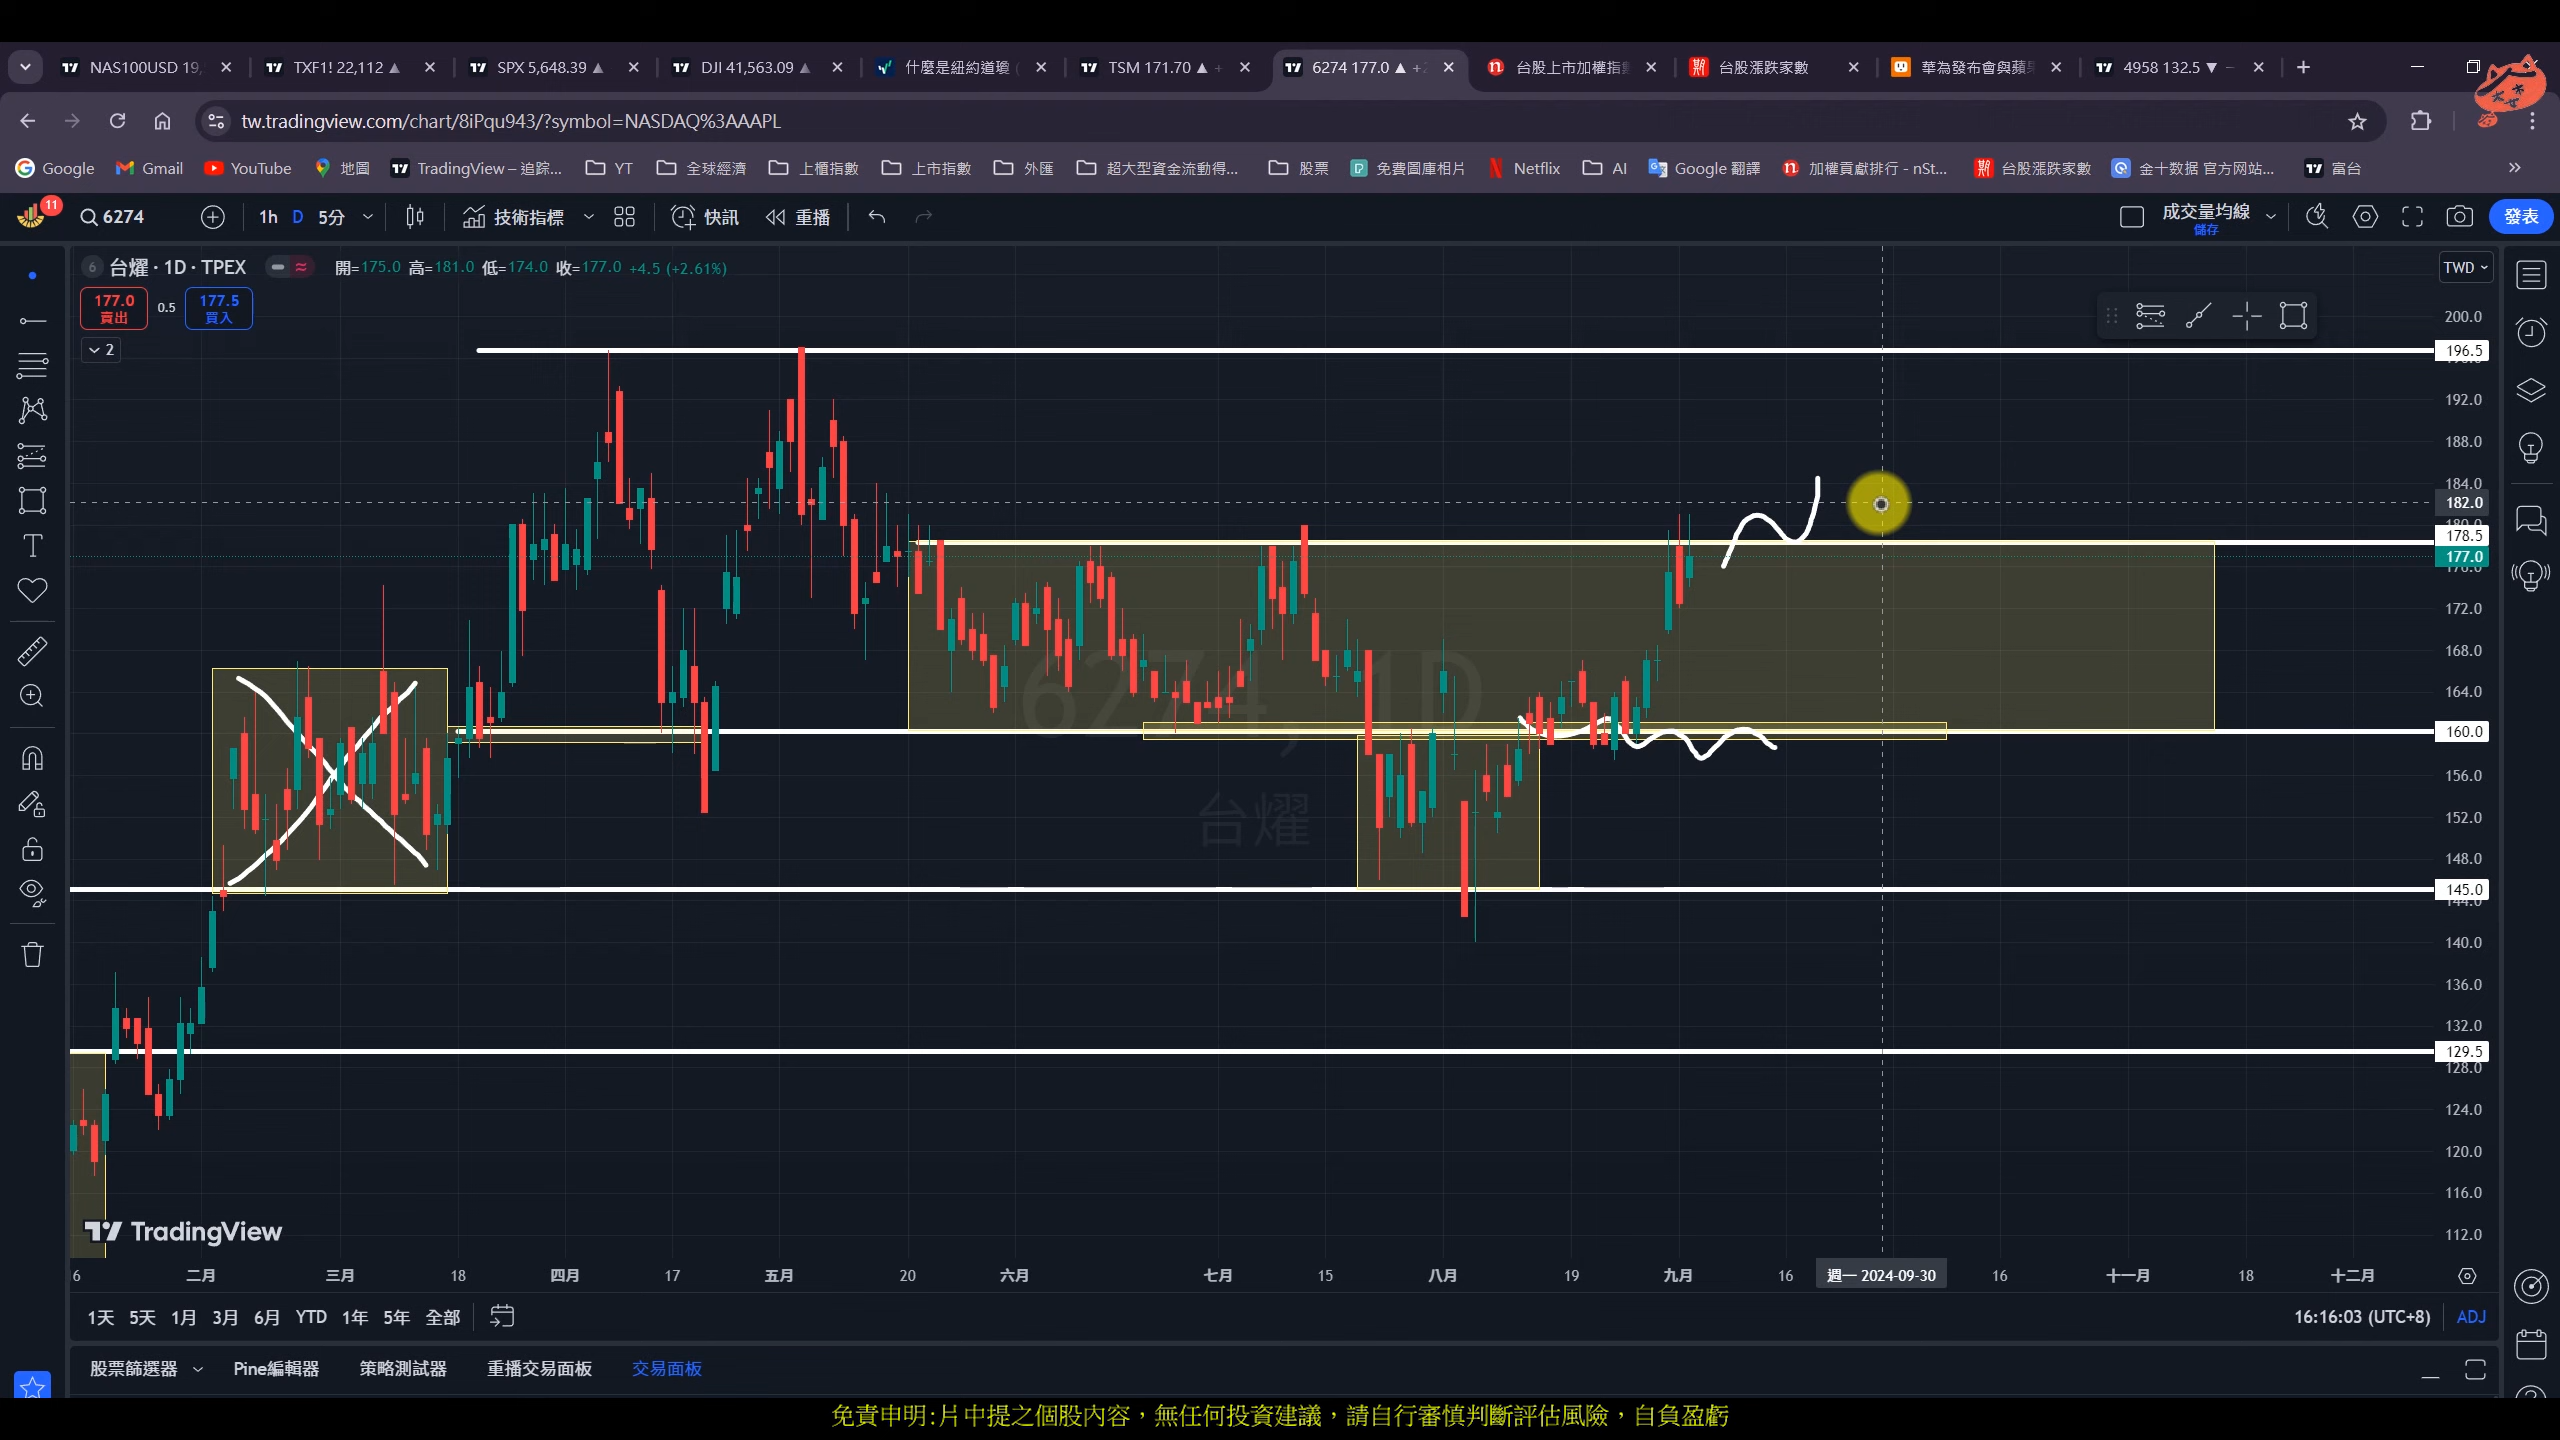 NAS100USD 19,
TXF1! 22,112 ▲
SPX 5,648.39 ▲
DJI 41,563.09 ▲
什麼是紐約道瓊
TSM 171.70 ▲ +
6274 177.0 ▲ +
台股上市加權指
台股漲跌家數
華為發布會與蘋
4958 132.5 ▼ −
tw.tradingview.com/chart/8iPqu943/?symbol=NASDAQ%3AAAPL
Google
Gmail
YouTube
地圖
TradingView – 追踪...
YT
全球經濟
上櫃指數
上市指數
外匯
超大型資金流動得...
股票
免費圖庫相片
Netflix
AI
Google 翻譯
加權貢獻排行 - nSt...
台股漲跌家數
金十数据 官方网站...
富台
11
6274
1h
D
5分
技術指標
快訊
重播
成交量均線
儲存
發表
台燿 · 1D · TPEX
開=175.0 高=181.0 低=174.0 收=177.0 +4.5 (+2.61%)
TWD
177.0
賣出
0.5
177.5
買入
2
200.0
196.5
192.0
188.0
184.0
182.0
180.0
178.5
177.0
176.0
172.0
168.0
164.0
160.0
156.0
152.0
148.0
145.0
144.0
140.0
136.0
132.0
129.5
128.0
124.0
120.0
116.0
112.0
6274, 1D
台燿
TradingView
6
二月
三月
18
四月
17
五月
20
六月
七月
15
八月
19
九月
16
週一 2024-09-30
16
十一月
18
十二月
1天
5天
1月
3月
6月
YTD
1年
5年
全部
16:16:03 (UTC+8)
ADJ
股票篩選器
Pine編輯器
策略測試器
重播交易面板
交易面板
免責申明:片中提之個股內容，無任何投資建議，請自行審慎判斷評估風險，自負盈虧